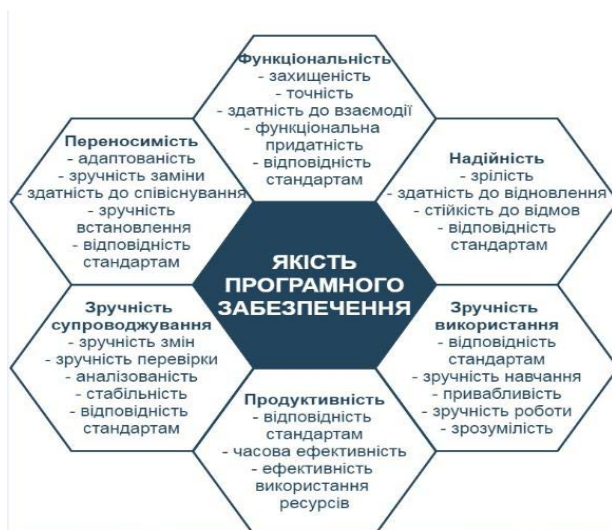 Функціональність
- захищеність
- точність
- здатність до взаємодії
- функціональна
придатність
- відповідність
стандартам
Переносимість
- адаптованість
- зручність заміни
- здатність до співіснування
- зручність
встановлення
- відповідність
стандартам
Надійність
- зрілість
- здатність до відновлення
- стійкість до відмов
- відповідність
стандартам
ЯКІСТЬ
ПРОГРАМНОГО
ЗАБЕЗПЕЧЕННЯ
Зручність
супроводжування
- зручність змін
- зручність перевірки
- аналізованість
- стабільність
- відповідність
стандартам
Зручність
використання
- відповідність
стандартам
- зручність навчання
- привабливість
- зручність роботи
- зрозумілість
Продуктивність
- відповідність
стандартам
- часова ефективність
- ефективність
використання
ресурсів